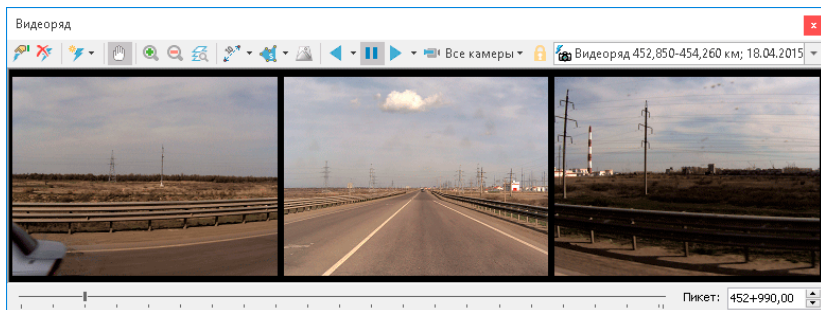 Видеоряд
Все камеры
Видеоряд 452,850-454,260 км; 18.04.2015
Пикет: 452+990,00